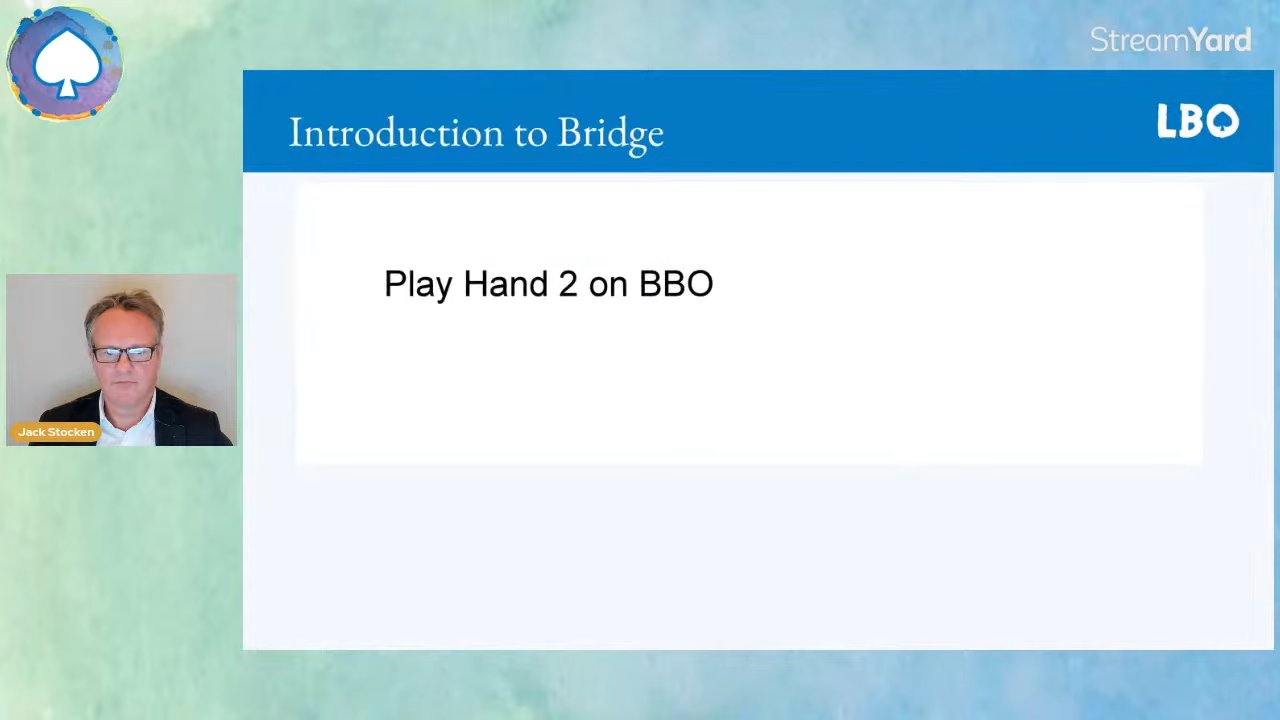 StreamYard
Introduction to Bridge
LBO
Play Hand 2 on BBO
Jack Stocken